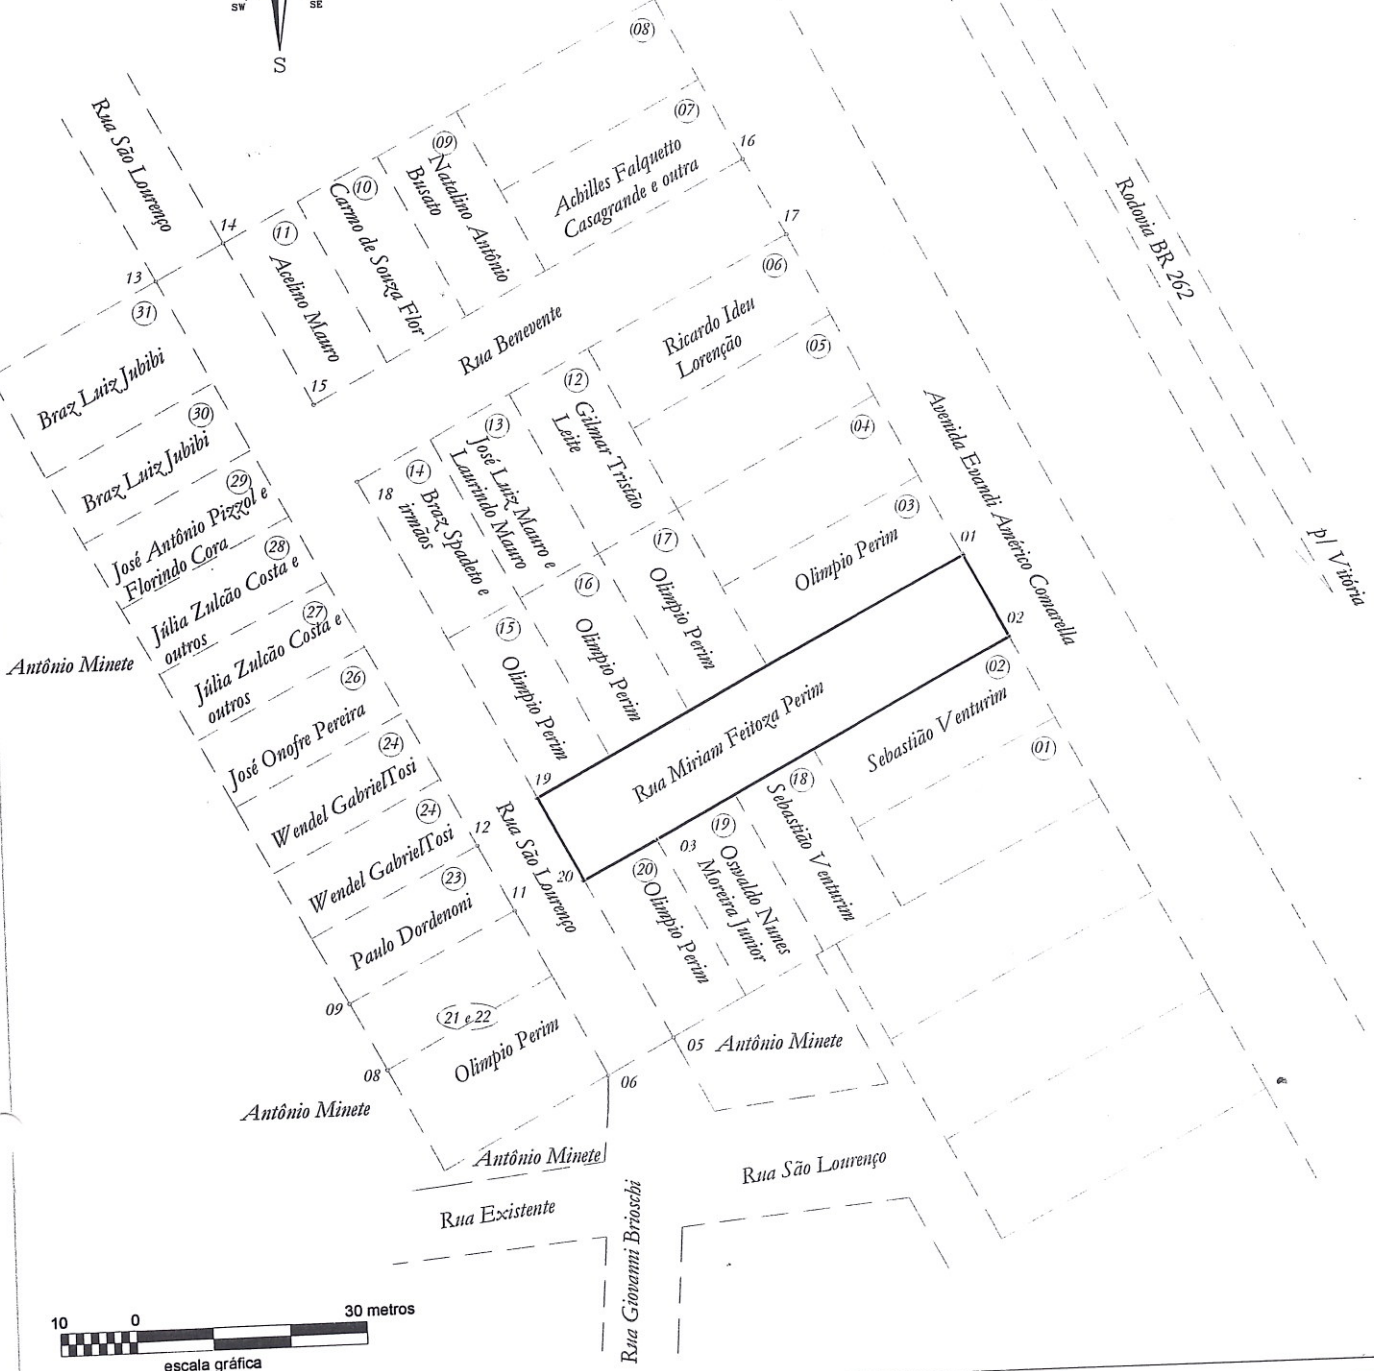 SW
SE
S
Rua São Lourenço
(08)
(07)
Achilles Falquetto
Casagrande e outra
16
(09)
Natalino Antônio
Busato
(10)
Carmo de Souza Flor
(11)
Acelino Mauro
14
13
15
17
Rodovia BR 262
p/ Vitória
Avenida Evandi Américo Comarella
Rua Benevente
(31)
Braz Luiz Jubibi
(30)
Braz Luiz Jubibi
(29)
José Antônio Pizzol e
Florindo Cora
(28)
Júlia Zulcão Costa e
outros
(27)
Júlia Zulcão Costa e
outros
(26)
José Onofre Pereira
(24)
Wendel Gabriel Tosi
(24)
Wendel Gabriel Tosi
(23)
Paulo Dordenoni
21 e 22
Olimpio Perim
Antônio Minete
(06)
Ricardo Ideu
Lorenção
(05)
(04)
(03)
Olimpio Perim
(12)
Gilmar Tristão
Leite
(13)
José Luiz Mauro e
Laurindo Mauro
(14)
Braz Spadeto e
irmãos
18
(15)
Olimpio Perim
(16)
Olimpio Perim
(17)
Olimpio Perim
01
02
Rua Miriam Feitoza Perim
19
20
12
11
Rua São Lourenço
(02)
Sebastião Venturim
(01)
(18)
Sebastião Venturim
(19)
Oswaldo Nunes
Moreira Junior
03
(20)
Olimpio Perim
09
08
05
Antônio Minete
06
Antônio Minete
Antônio Minete
Rua São Lourenço
Rua Existente
Rua Giovanni Brioschi
10 0 30 metros
escala gráfica